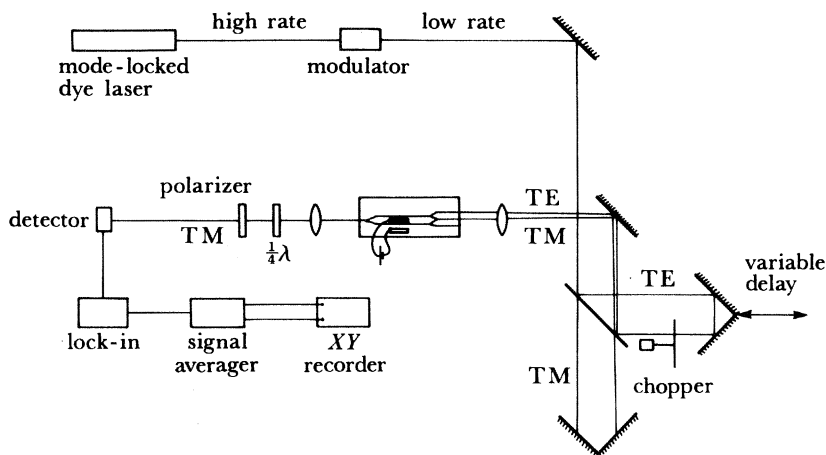 high rate
low rate
mode-locked
dye laser
modulator
polarizer
TE
detector
TM
TM
¼λ
variable
delay
TE
lock-in
signal
averager
XY
recorder
TM
chopper